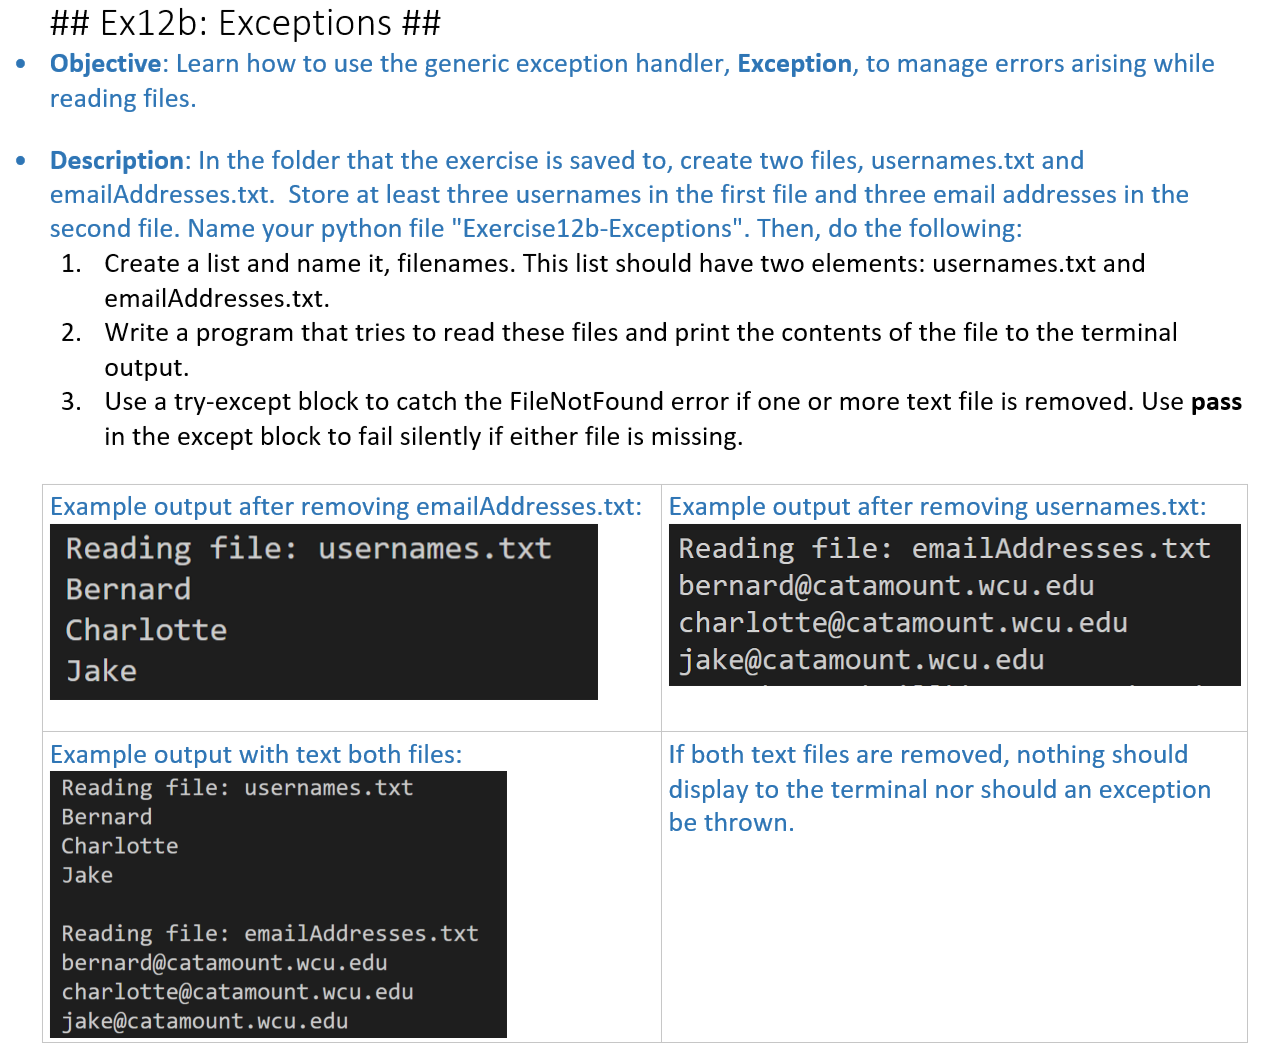 ## Ex12b: Exceptions ##
• Objective: Learn how to use the generic exception handler, Exception, to manage errors arising while
reading files.
• Description: In the folder that the exercise is saved to, create two files, usernames.txt and
emailAddresses.txt.  Store at least three usernames in the first file and three email addresses in the
second file. Name your python file "Exercise12b-Exceptions". Then, do the following:
1. Create a list and name it, filenames. This list should have two elements: usernames.txt and
emailAddresses.txt.
2. Write a program that tries to read these files and print the contents of the file to the terminal
output.
3. Use a try-except block to catch the FileNotFound error if one or more text file is removed. Use pass
in the except block to fail silently if either file is missing.
Example output after removing emailAddresses.txt:
Reading file: usernames.txt
Bernard
Charlotte
Jake
Example output after removing usernames.txt:
Reading file: emailAddresses.txt
bernard@catamount.wcu.edu
charlotte@catamount.wcu.edu
jake@catamount.wcu.edu
Example output with text both files:
Reading file: usernames.txt
Bernard
Charlotte
Jake
Reading file: emailAddresses.txt
bernard@catamount.wcu.edu
charlotte@catamount.wcu.edu
jake@catamount.wcu.edu
If both text files are removed, nothing should
display to the terminal nor should an exception
be thrown.